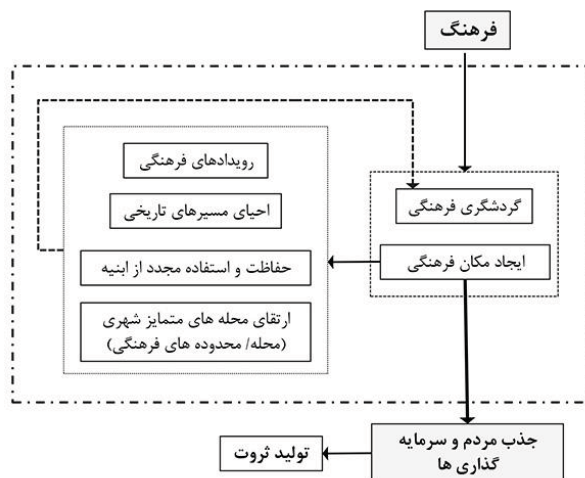 فرهنگ
گردشگری فرهنگی
ایجاد مکان فرهنگی
رویدادهای فرهنگی
احیای مسیرهای تاریخی
حفاظت و استفاده مجدد از ابنیه
ارتقای محله های متمایز شهری
(محله/ محدوده های فرهنگی)
جذب مردم و سرمایه
گذاری ها
تولید ثروت